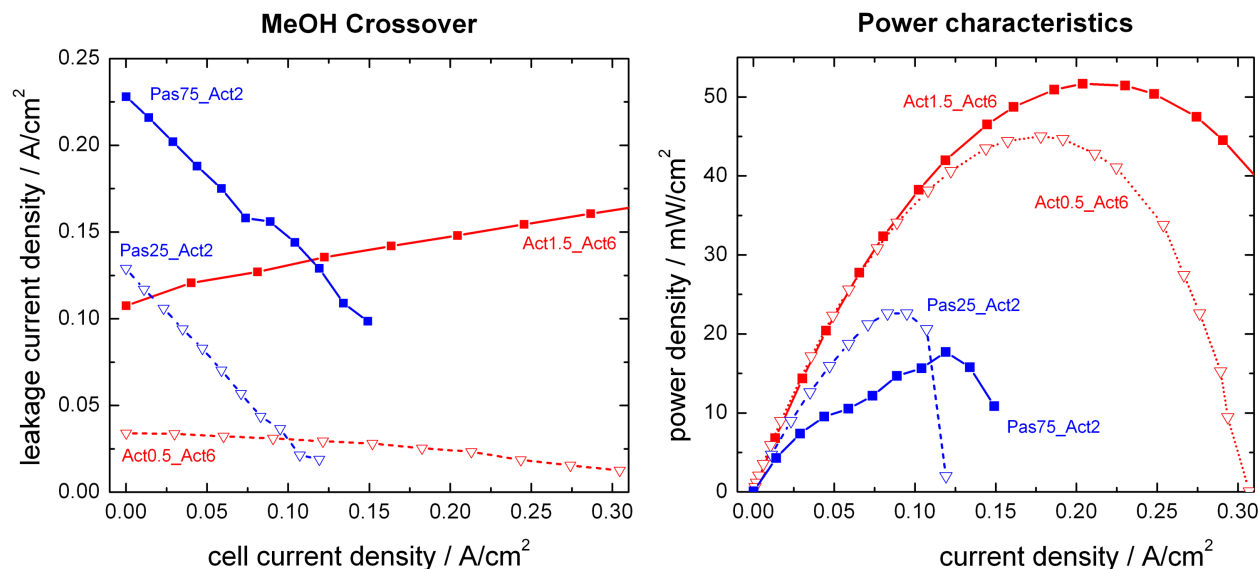 MeOH Crossover
0.25
0.20
0.15
0.10
0.05
0.00
leakage current density / A/cm²
Pas75_Act2
Pas25_Act2
Act1.5_Act6
Act0.5_Act6
0.00 0.05 0.10 0.15 0.20 0.25 0.30
cell current density / A/cm²
Power characteristics
50
40
30
20
10
0
power density / mW/cm²
Act1.5_Act6
Act0.5_Act6
Pas25_Act2
Pas75_Act2
0.00 0.05 0.10 0.15 0.20 0.25 0.30
current density / A/cm²